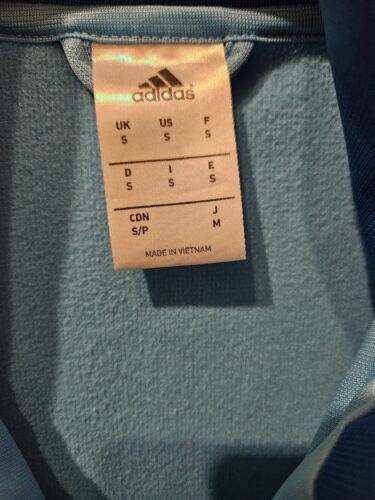 adidas
UK US F
S S S
D I E
S S S
CDN J
S/P M
MADE IN VIETNAM